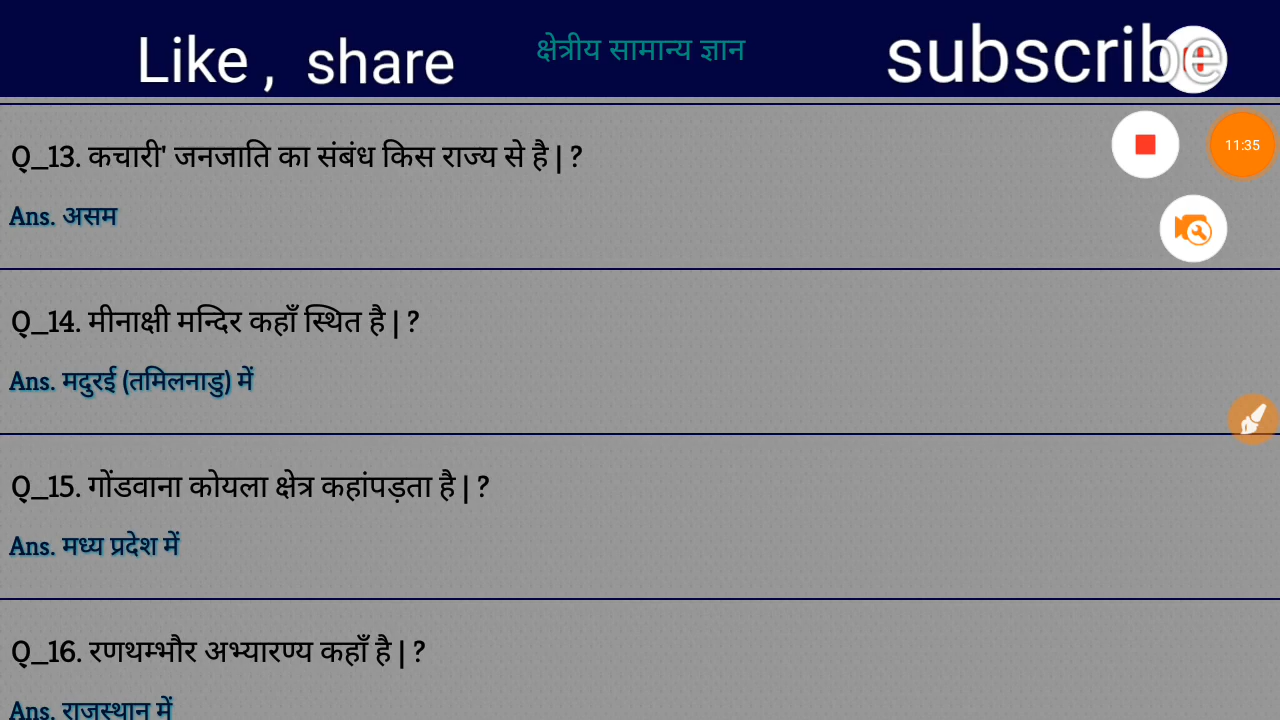 Like , share क्षेत्रीय सामान्य ज्ञान subscribe
Q_13. कचारी' जनजाति का संबंध किस राज्य से है | ?
11:35
Ans. असम
Q_14. मीनाक्षी मन्दिर कहाँ स्थित है | ?
Ans. मदुरई (तमिलनाडु) में
Q_15. गोंडवाना कोयला क्षेत्र कहांपड़ता है | ?
Ans. मध्य प्रदेश में
Q_16. रणथम्भौर अभ्यारण्य कहाँ है | ?
Ans. राजस्थान में